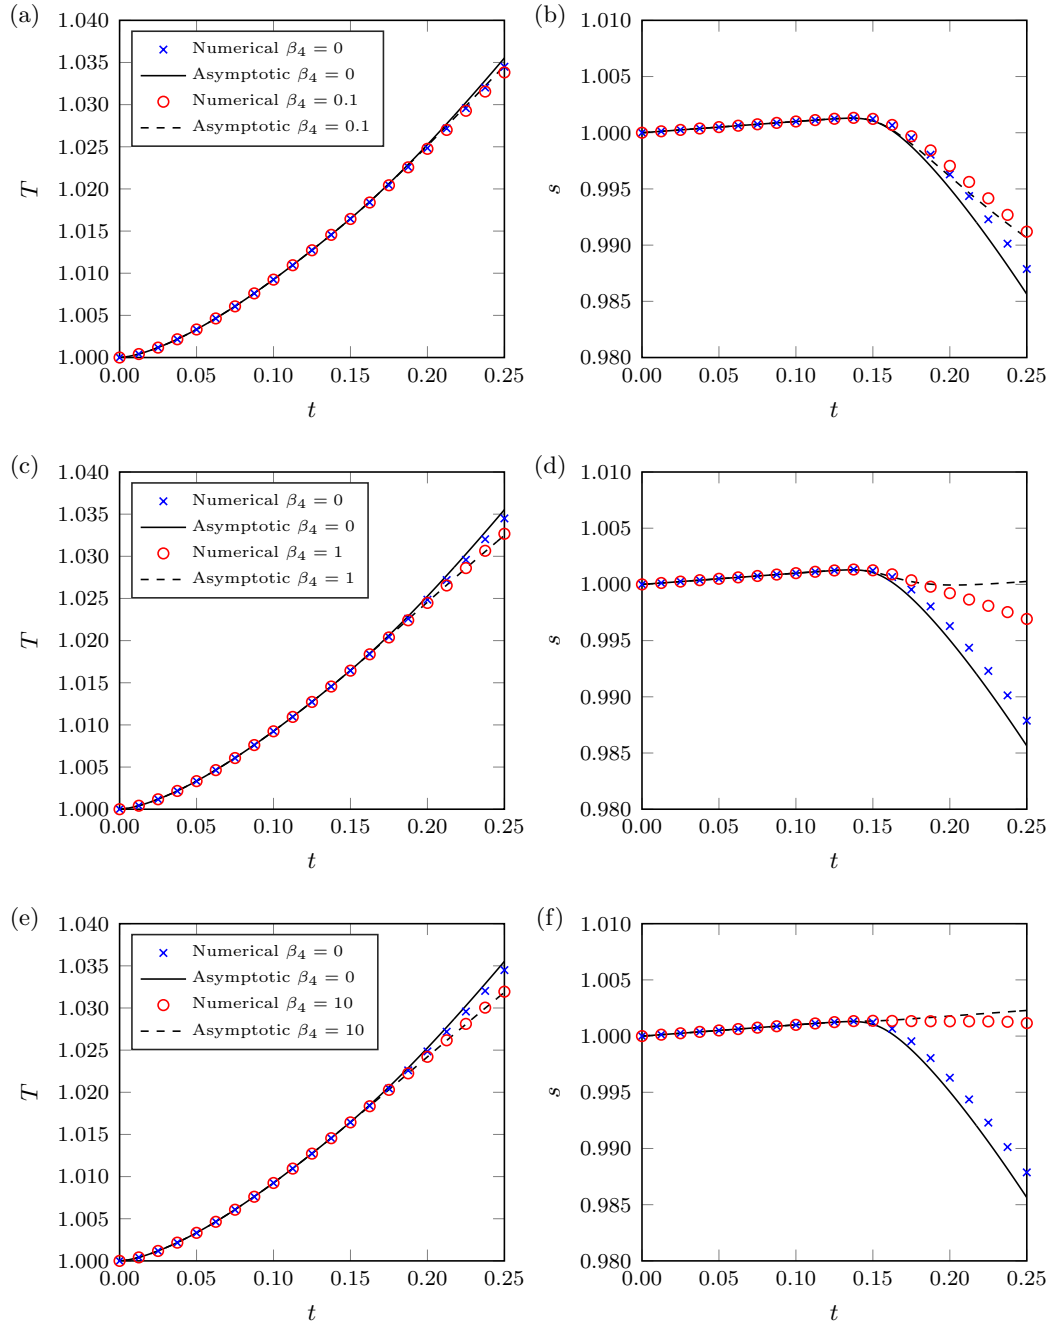 (a)
1.040
1.035
1.030
1.025
1.020
1.015
1.010
1.005
1.000
T
Numerical β₄ = 0
Asymptotic β₄ = 0
Numerical β₄ = 0.1
Asymptotic β₄ = 0.1
0.00 0.05 0.10 0.15 0.20 0.25
t
(b)
1.010
1.005
1.000
0.995
0.990
0.985
0.980
s
0.00 0.05 0.10 0.15 0.20 0.25
t
(c)
1.040
1.035
1.030
1.025
1.020
1.015
1.010
1.005
1.000
T
Numerical β₄ = 0
Asymptotic β₄ = 0
Numerical β₄ = 1
Asymptotic β₄ = 1
0.00 0.05 0.10 0.15 0.20 0.25
t
(d)
1.010
1.005
1.000
0.995
0.990
0.985
0.980
s
0.00 0.05 0.10 0.15 0.20 0.25
t
(e)
1.040
1.035
1.030
1.025
1.020
1.015
1.010
1.005
1.000
T
Numerical β₄ = 0
Asymptotic β₄ = 0
Numerical β₄ = 10
Asymptotic β₄ = 10
0.00 0.05 0.10 0.15 0.20 0.25
t
(f)
1.010
1.005
1.000
0.995
0.990
0.985
0.980
s
0.00 0.05 0.10 0.15 0.20 0.25
t